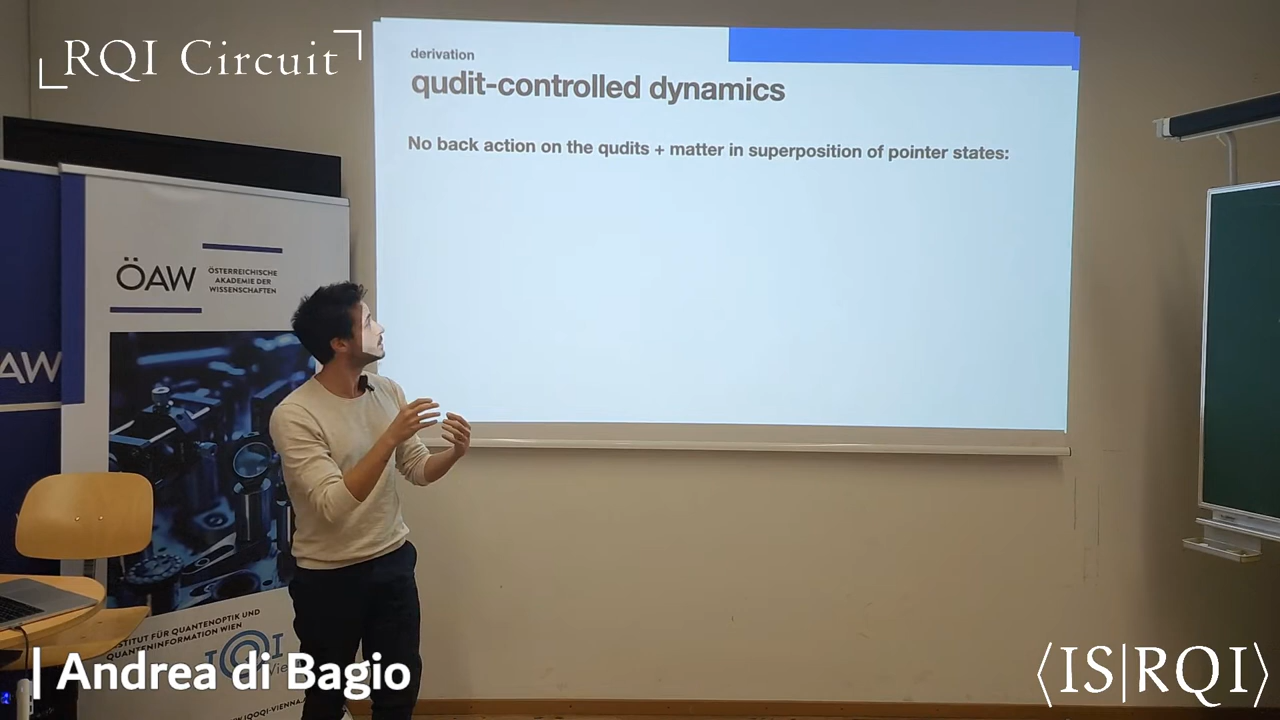 RQI Circuit
derivation
qudit-controlled dynamics
No back action on the qudits + matter in superposition of pointer states:
ÖAW
ÖSTERREICHISCHE
AKADEMIE DER
WISSENSCHAFTEN
AW
INSTITUT FÜR QUANTENOPTIK UND
QUANTENINFORMATION WIEN
| Andrea di Bagio
⟨IS|RQI⟩